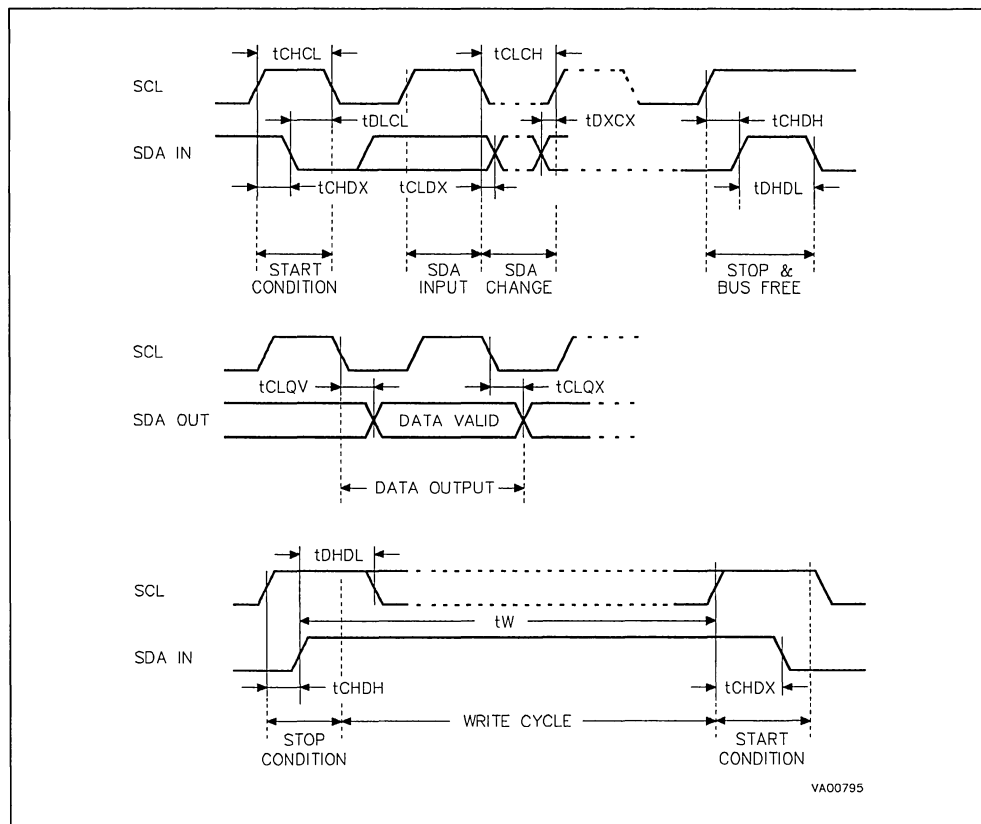 tCHCL
tCLCH
SCL
tDLCL
tDXCX
tCHDH
SDA IN
tCHDX
tCLDX
tDHDL
START
CONDITION
SDA
INPUT
SDA
CHANGE
STOP &
BUS FREE
SCL
tCLQV
tCLQX
SDA OUT
DATA VALID
DATA OUTPUT
tDHDL
SCL
tW
SDA IN
tCHDH
tCHDX
STOP
CONDITION
WRITE CYCLE
START
CONDITION
VA00795